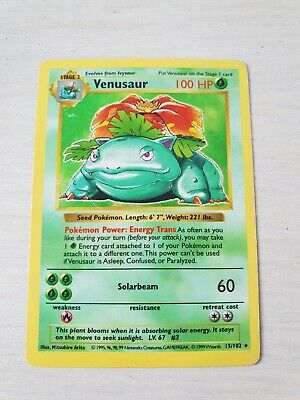 STAGE 2
Evolves from Ivysaur
Put Venusaur on the Stage 1 card
Venusaur
100 HP
Seed Pokémon. Length: 6' 7", Weight: 221 lbs.
Pokémon Power: Energy Trans As often as you
like during your turn (before your attack), you may take
1 Energy card attached to 1 of your Pokémon and
attach it to a different one. This power can't be used
if Venusaur is Asleep, Confused, or Paralyzed.
Solarbeam 60
weakness resistance retreat cost
This plant blooms when it is absorbing solar energy. It stays
on the move to seek sunlight. LV. 67 #3
Illus. Mitsuhiro Arita © 1995, 96, 98, 99 Nintendo, Creatures, GAMEFREAK. © 1999 Wizards. 15/102 ★